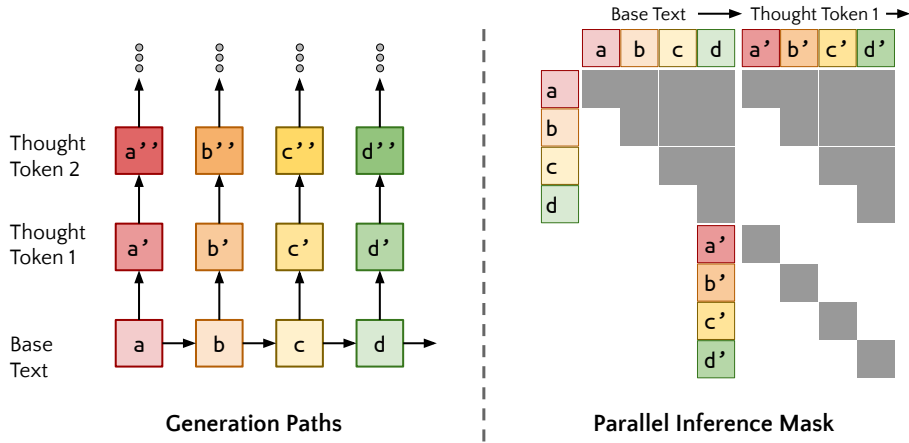 Base Text Thought Token 1
a b c d a’ b’ c’ d’
a
b
c
d
a’
b’
c’
d’
Parallel Inference Mask
Thought
Token 2
a’’ b’’ c’’ d’’
Thought
Token 1
a’ b’ c’ d’
Base
Text
a b c d
Generation Paths